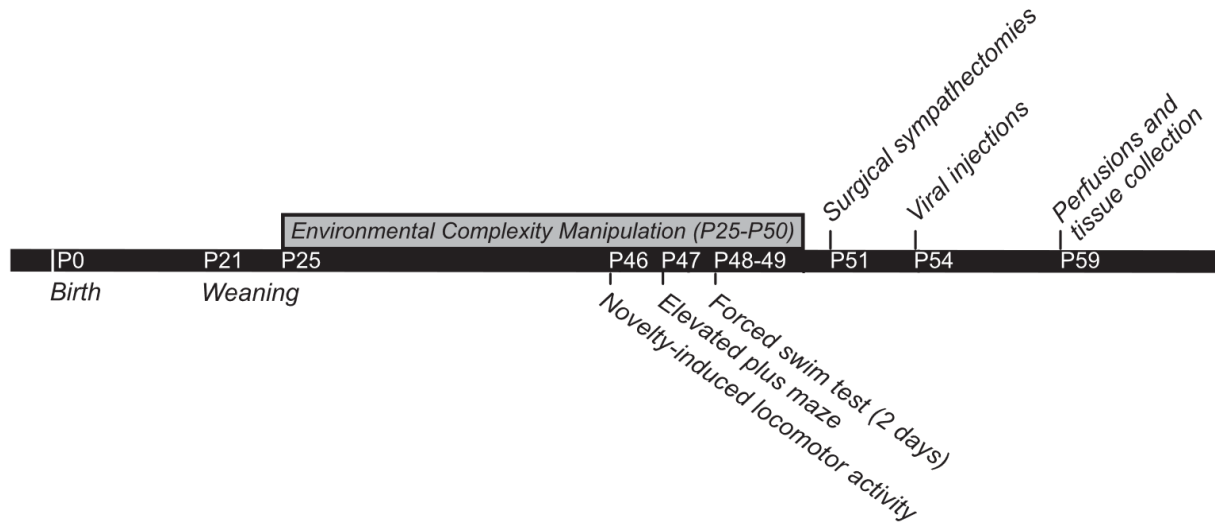 Surgical sympathectomies
Viral injections
Perfusions and
tissue collection
Environmental Complexity Manipulation (P25-P50)
P0 P21 P25 P46 P47 P48-49 P51 P54 P59
Birth Weaning
Novelty-induced locomotor activity
Elevated plus maze
Forced swim test (2 days)